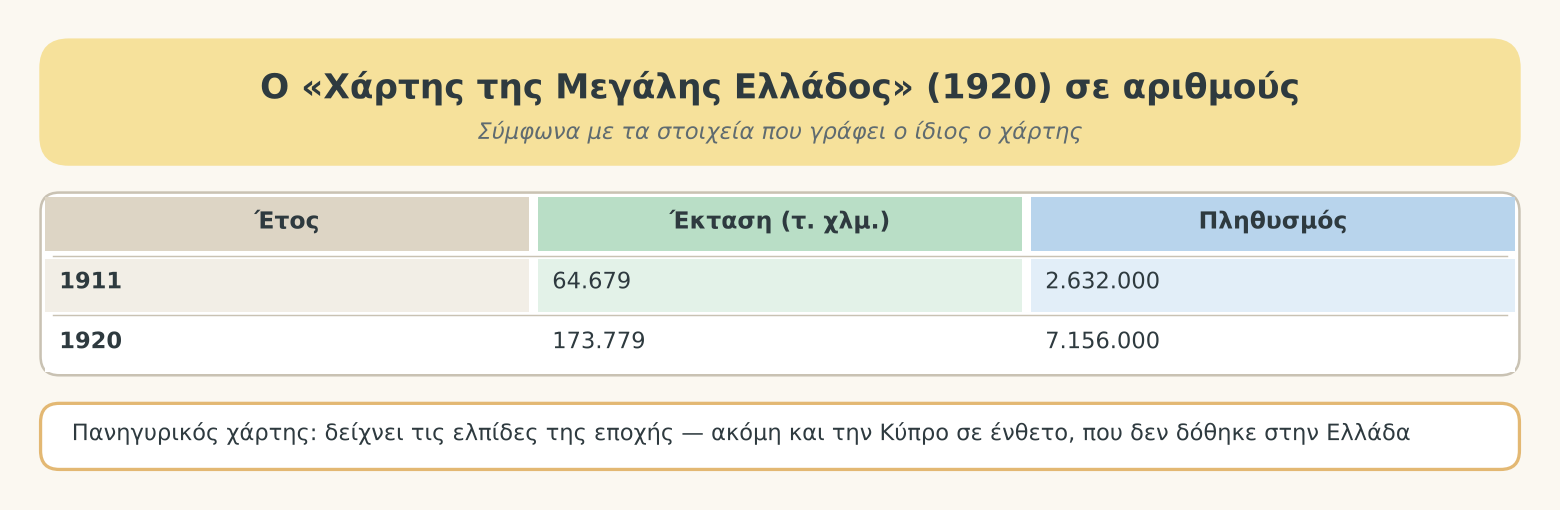 Ο «Χάρτης της Μεγάλης Ελλάδος» (1920) σε αριθμούς
Σύμφωνα με τα στοιχεία που γράφει ο ίδιος ο χάρτης
Έτος Έκταση (τ. χλμ.) Πληθυσμός
1911 64.679 2.632.000
1920 173.779 7.156.000
Πανηγυρικός χάρτης: δείχνει τις ελπίδες της εποχής — ακόμη και την Κύπρο σε ένθετο, που δεν δόθηκε στην Ελλάδα